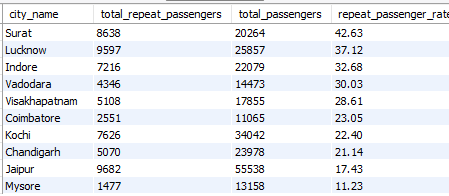 city_name total_repeat_passengers total_passengers repeat_passenger_rate
Surat 8638 20264 42.63
Lucknow 9597 25857 37.12
Indore 7216 22079 32.68
Vadodara 4346 14473 30.03
Visakhapatnam 5108 17855 28.61
Coimbatore 2551 11065 23.05
Kochi 7626 34042 22.40
Chandigarh 5070 23978 21.14
Jaipur 9682 55538 17.43
Mysore 1477 13158 11.23